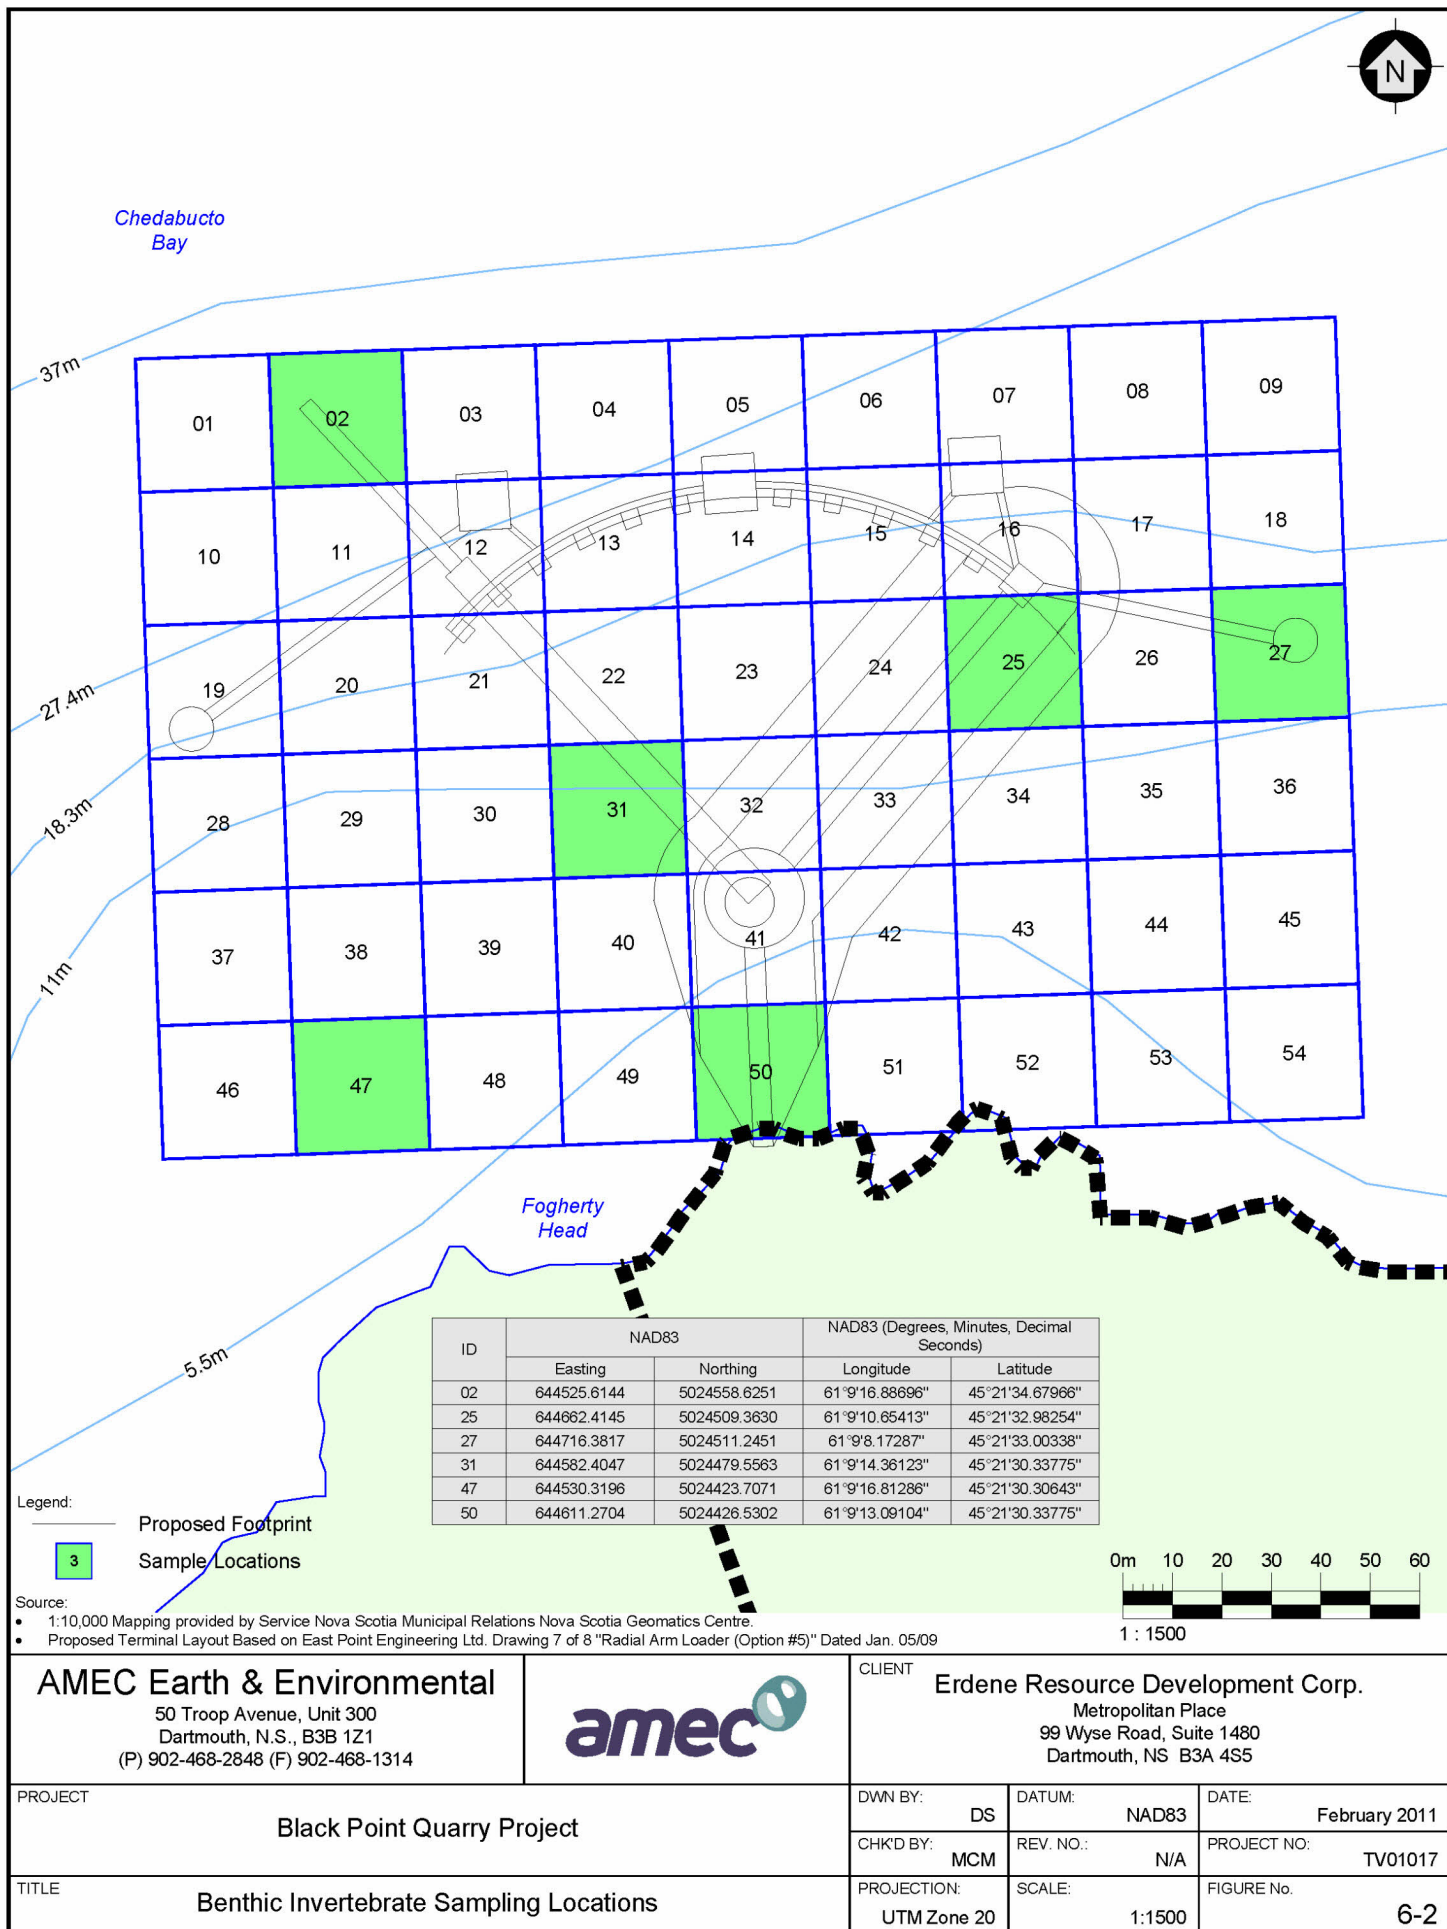 N
Chedabucto
Bay
37m
01 02 03 04 05 06 07 08 09
10 11 12 13 14 15 16 17 18
27.4m
19 20 21 22 23 24 25 26 27
18.3m
28 29 30 31 32 33 34 35 36
11m
37 38 39 40 41 42 43 44 45
46 47 48 49 50 51 52 53 54
Fogherty
Head
5.5m
ID NAD83 NAD83 (Degrees, Minutes, Decimal
Seconds)
Easting Northing Longitude Latitude
02 644525.6144 5024558.6251 61°9'16.88696" 45°21'34.67966"
25 644662.4145 5024509.3630 61°9'10.65413" 45°21'32.98254"
27 644716.3817 5024511.2451 61°9'8.17287" 45°21'33.00338"
31 644582.4047 5024479.5563 61°9'14.36123" 45°21'30.33775"
47 644530.3196 5024423.7071 61°9'16.81286" 45°21'30.30643"
50 644611.2704 5024426.5302 61°9'13.09104" 45°21'30.33775"
Legend:
Proposed Footprint
3 Sample Locations
0m 10 20 30 40 50 60
1 : 1500
Source:
• 1:10,000 Mapping provided by Service Nova Scotia Municipal Relations Nova Scotia Geomatics Centre.
• Proposed Terminal Layout Based on East Point Engineering Ltd. Drawing 7 of 8 "Radial Arm Loader (Option #5)" Dated Jan. 05/09
AMEC Earth & Environmental
50 Troop Avenue, Unit 300
Dartmouth, N.S., B3B 1Z1
(P) 902-468-2848 (F) 902-468-1314
amec
CLIENT
Erdene Resource Development Corp.
Metropolitan Place
99 Wyse Road, Suite 1480
Dartmouth, NS B3A 4S5
PROJECT
Black Point Quarry Project
DWN BY: DS
DATUM: NAD83
DATE: February 2011
CHK'D BY: MCM
REV. NO.: N/A
PROJECT NO: TV01017
TITLE
Benthic Invertebrate Sampling Locations
PROJECTION: UTM Zone 20
SCALE: 1:1500
FIGURE No. 6-2